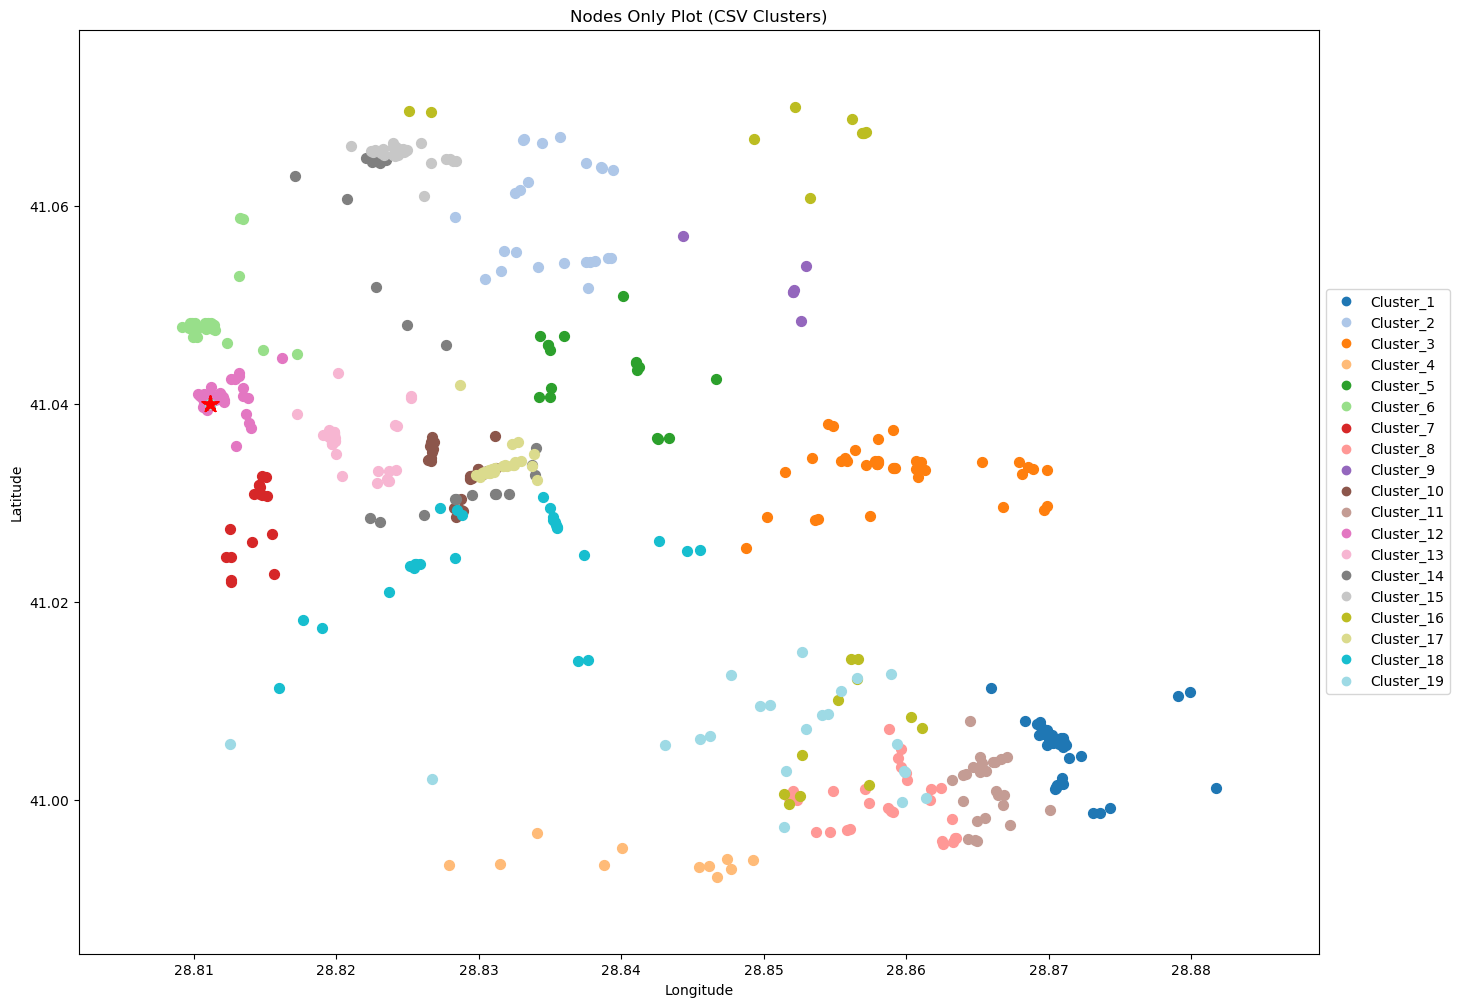 Nodes Only Plot (CSV Clusters)
Latitude
41.06
41.04
41.02
41.00
28.81 28.82 28.83 28.84 28.85 28.86 28.87 28.88
Longitude
Cluster_1
Cluster_2
Cluster_3
Cluster_4
Cluster_5
Cluster_6
Cluster_7
Cluster_8
Cluster_9
Cluster_10
Cluster_11
Cluster_12
Cluster_13
Cluster_14
Cluster_15
Cluster_16
Cluster_17
Cluster_18
Cluster_19